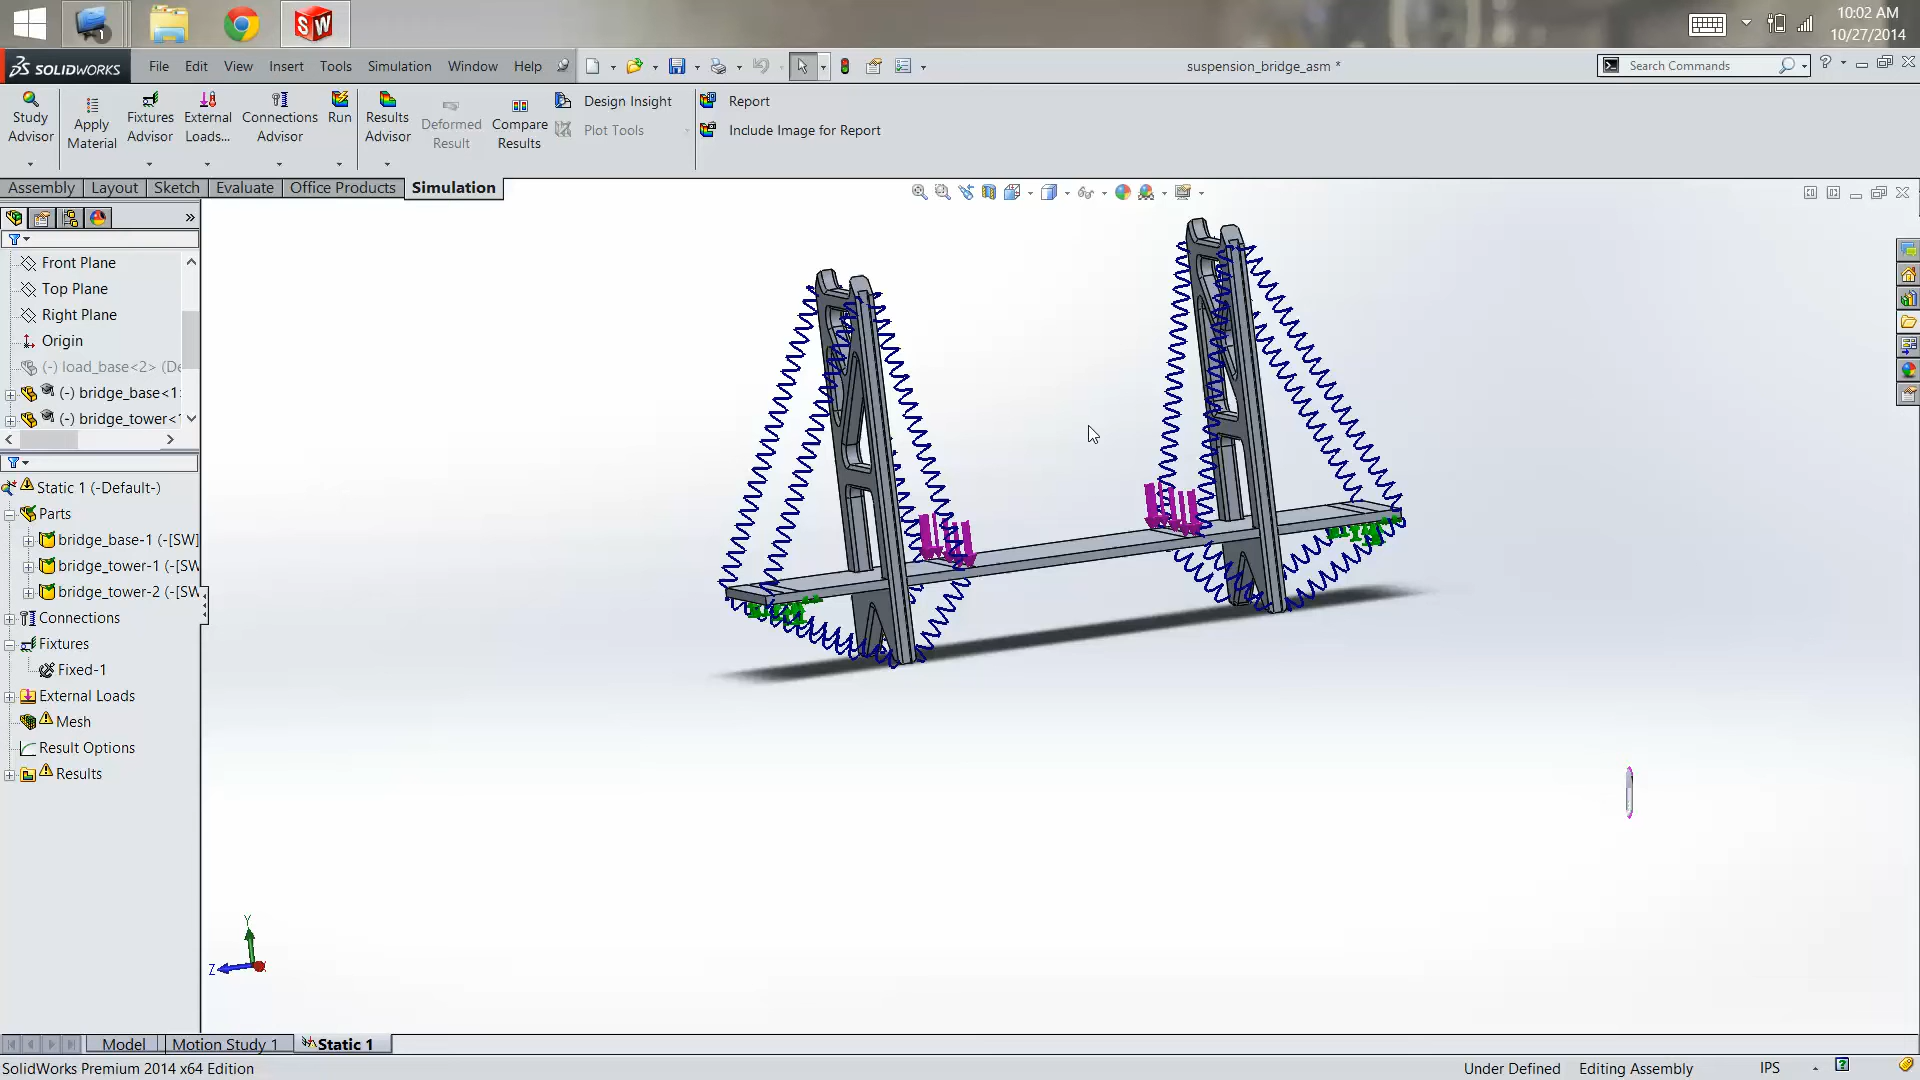 10:02 AM
10/27/2014
SOLIDWORKS
File Edit View Insert Tools Simulation Window Help
suspension_bridge_asm *
Search Commands
Study Advisor
Apply Material
Fixtures Advisor
External Loads...
Connections Advisor
Run
Results Advisor
Deformed Result
Compare Results
Design Insight
Plot Tools
Report
Include Image for Report
Assembly Layout Sketch Evaluate Office Products Simulation
Front Plane
Top Plane
Right Plane
Origin
(-) load_base<2> (De
(-) bridge_base<1>
(-) bridge_tower<1
Static 1 (-Default-)
Parts
bridge_base-1 (-[SW]
bridge_tower-1 (-[SW
bridge_tower-2 (-[SW
Connections
Fixtures
Fixed-1
External Loads
Mesh
Result Options
Results
Y
Z
Model Motion Study 1 Static 1
SolidWorks Premium 2014 x64 Edition
Under Defined Editing Assembly IPS